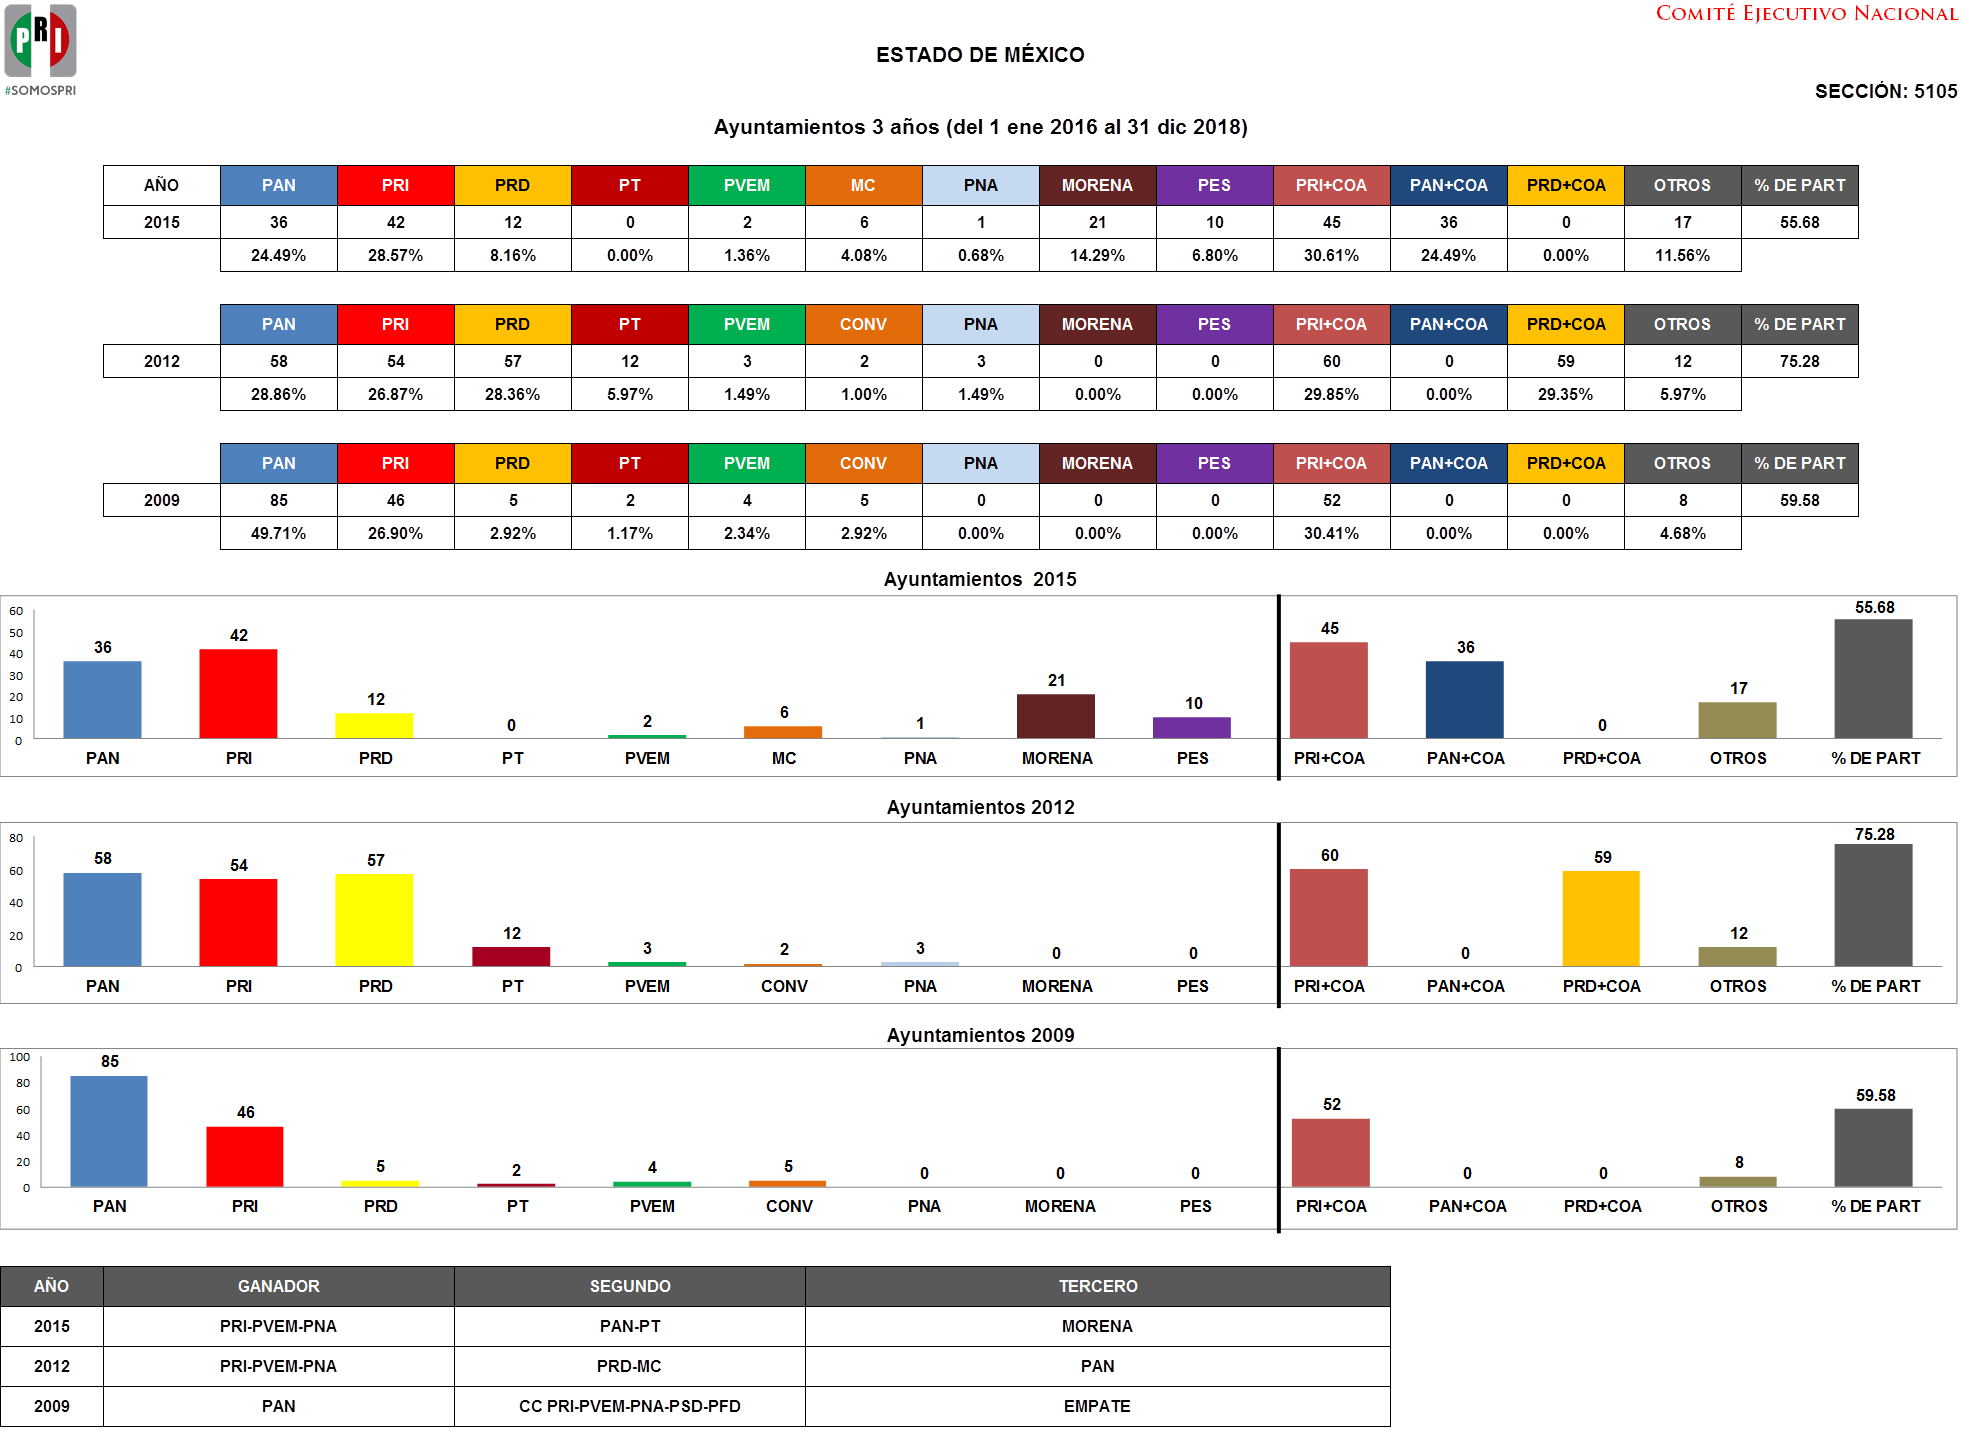 PRI
#SOMOSPRI
COMITÉ EJECUTIVO NACIONAL
ESTADO DE MÉXICO
SECCIÓN: 5105
Ayuntamientos 3 años (del 1 ene 2016 al 31 dic 2018)
AÑO PAN PRI PRD PT PVEM MC PNA MORENA PES PRI+COA PAN+COA PRD+COA OTROS % DE PART
2015 36 42 12 0 2 6 1 21 10 45 36 0 17 55.68
24.49% 28.57% 8.16% 0.00% 1.36% 4.08% 0.68% 14.29% 6.80% 30.61% 24.49% 0.00% 11.56%
PAN PRI PRD PT PVEM CONV PNA MORENA PES PRI+COA PAN+COA PRD+COA OTROS % DE PART
2012 58 54 57 12 3 2 3 0 0 60 0 59 12 75.28
28.86% 26.87% 28.36% 5.97% 1.49% 1.00% 1.49% 0.00% 0.00% 29.85% 0.00% 29.35% 5.97%
PAN PRI PRD PT PVEM CONV PNA MORENA PES PRI+COA PAN+COA PRD+COA OTROS % DE PART
2009 85 46 5 2 4 5 0 0 0 52 0 0 8 59.58
49.71% 26.90% 2.92% 1.17% 2.34% 2.92% 0.00% 0.00% 0.00% 30.41% 0.00% 0.00% 4.68%
Ayuntamientos 2015
60
50
40
30
20
10
0
36 42 12 0 2 6 1 21 10 45 36 0 17 55.68
PAN PRI PRD PT PVEM MC PNA MORENA PES PRI+COA PAN+COA PRD+COA OTROS % DE PART
Ayuntamientos 2012
80
60
40
20
0
58 54 57 12 3 2 3 0 0 60 0 59 12 75.28
PAN PRI PRD PT PVEM CONV PNA MORENA PES PRI+COA PAN+COA PRD+COA OTROS % DE PART
Ayuntamientos 2009
100
80
60
40
20
0
85 46 5 2 4 5 0 0 0 52 0 0 8 59.58
PAN PRI PRD PT PVEM CONV PNA MORENA PES PRI+COA PAN+COA PRD+COA OTROS % DE PART
AÑO GANADOR SEGUNDO TERCERO
2015 PRI-PVEM-PNA PAN-PT MORENA
2012 PRI-PVEM-PNA PRD-MC PAN
2009 PAN CC PRI-PVEM-PNA-PSD-PFD EMPATE